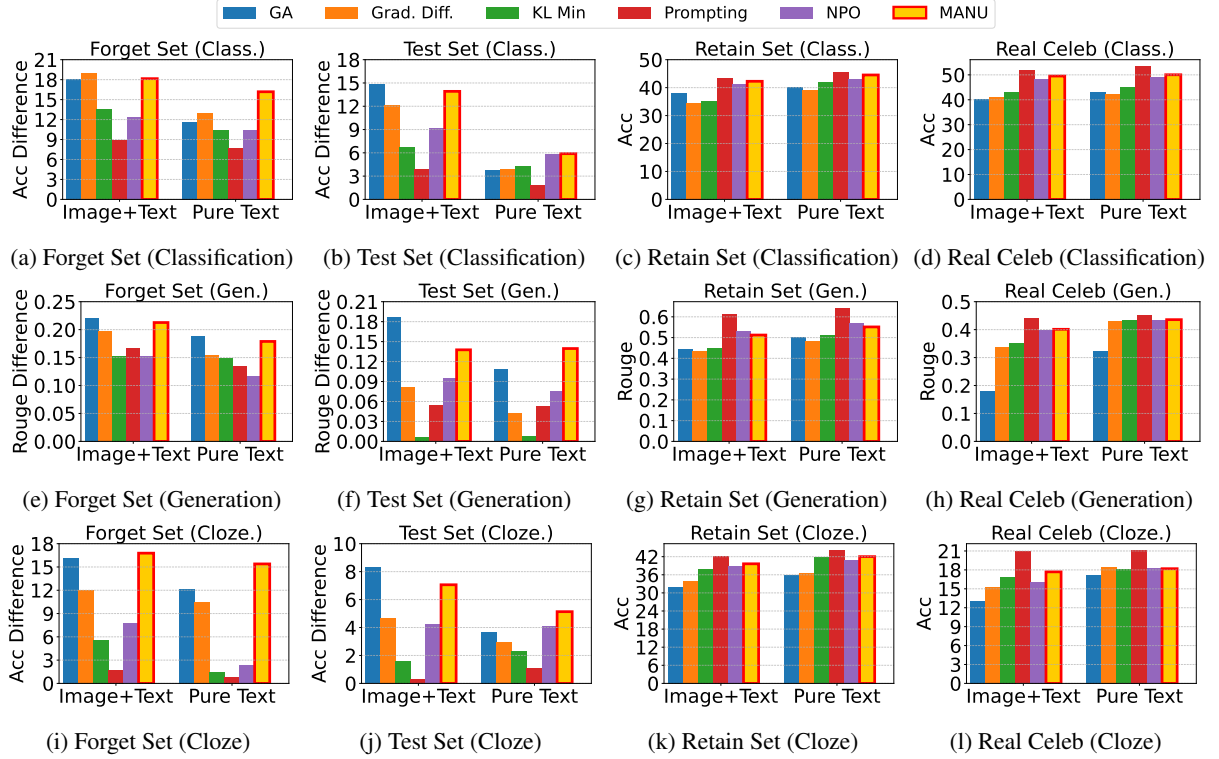 GA Grad. Diff. KL Min Prompting NPO MANU
Forget Set (Class.) Test Set (Class.) Retain Set (Class.) Real Celeb (Class.)
Acc Difference 21 18 15 12 9 6 3 0 Image+Text Pure Text
Acc Difference 18 15 12 9 6 3 0 Image+Text Pure Text
Acc 50 40 30 20 10 0 Image+Text Pure Text
Acc 50 40 30 20 10 0 Image+Text Pure Text
(a) Forget Set (Classification) (b) Test Set (Classification) (c) Retain Set (Classification) (d) Real Celeb (Classification)
Forget Set (Gen.) Test Set (Gen.) Retain Set (Gen.) Real Celeb (Gen.)
Rouge Difference 0.25 0.20 0.15 0.10 0.05 0.00 Image+Text Pure Text
Rouge Difference 0.21 0.18 0.15 0.12 0.09 0.06 0.03 0.00 Image+Text Pure Text
Rouge 0.6 0.5 0.4 0.3 0.2 0.1 0.0 Image+Text Pure Text
Rouge 0.5 0.4 0.3 0.2 0.1 0.0 Image+Text Pure Text
(e) Forget Set (Generation) (f) Test Set (Generation) (g) Retain Set (Generation) (h) Real Celeb (Generation)
Forget Set (Cloze.) Test Set (Cloze.) Retain Set (Cloze.) Real Celeb (Cloze.)
Acc Difference 18 15 12 9 6 3 0 Image+Text Pure Text
Acc Difference 10 8 6 4 2 0 Image+Text Pure Text
Acc 42 36 30 24 18 12 6 0 Image+Text Pure Text
Acc 21 18 15 12 9 6 3 0 Image+Text Pure Text
(i) Forget Set (Cloze) (j) Test Set (Cloze) (k) Retain Set (Cloze) (l) Real Celeb (Cloze)